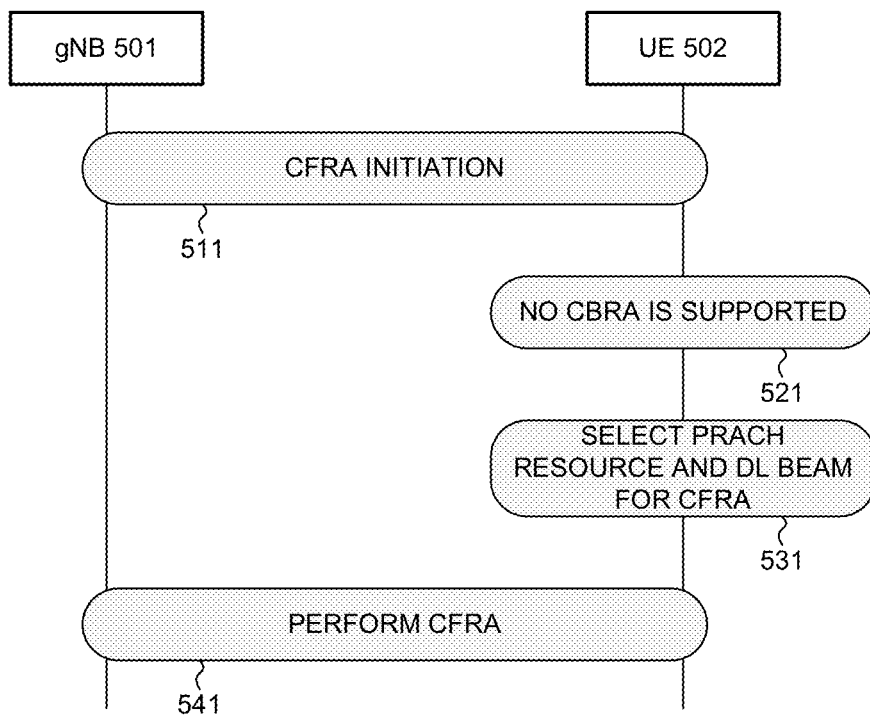 gNB 501
UE 502
CFRA INITIATION
511
NO CBRA IS SUPPORTED
521
SELECT PRACH
RESOURCE AND DL BEAM
FOR CFRA
531
PERFORM CFRA
541